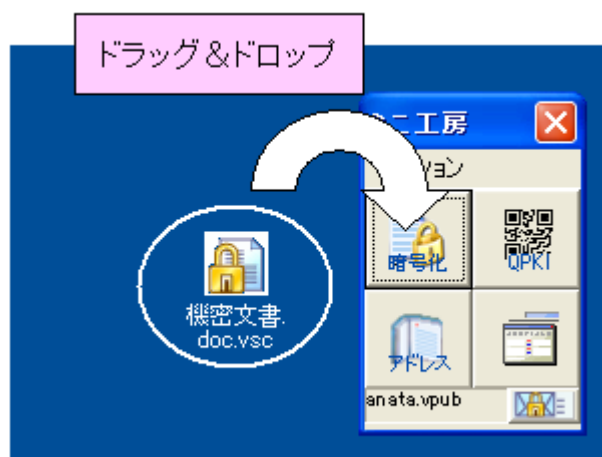 ドラッグ&ドロップ
こ工房
ション
機密文書.
doc.vsc
暗号化
QPKI
アドレス
anata.vpub